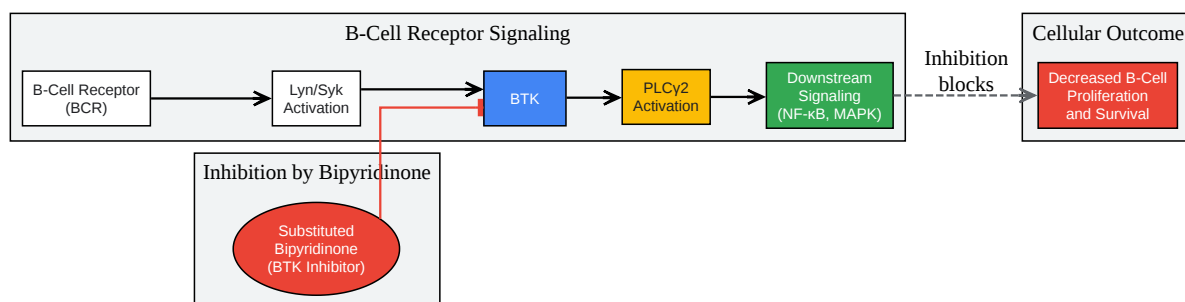 B-Cell Receptor Signaling
B-Cell Receptor
(BCR)
Lyn/Syk
Activation
BTK
PLCγ2
Activation
Downstream
Signaling
(NF-κB, MAPK)
Inhibition
blocks
Cellular Outcome
Decreased B-Cell
Proliferation
and Survival
Inhibition by Bipyridinone
Substituted
Bipyridinone
(BTK Inhibitor)